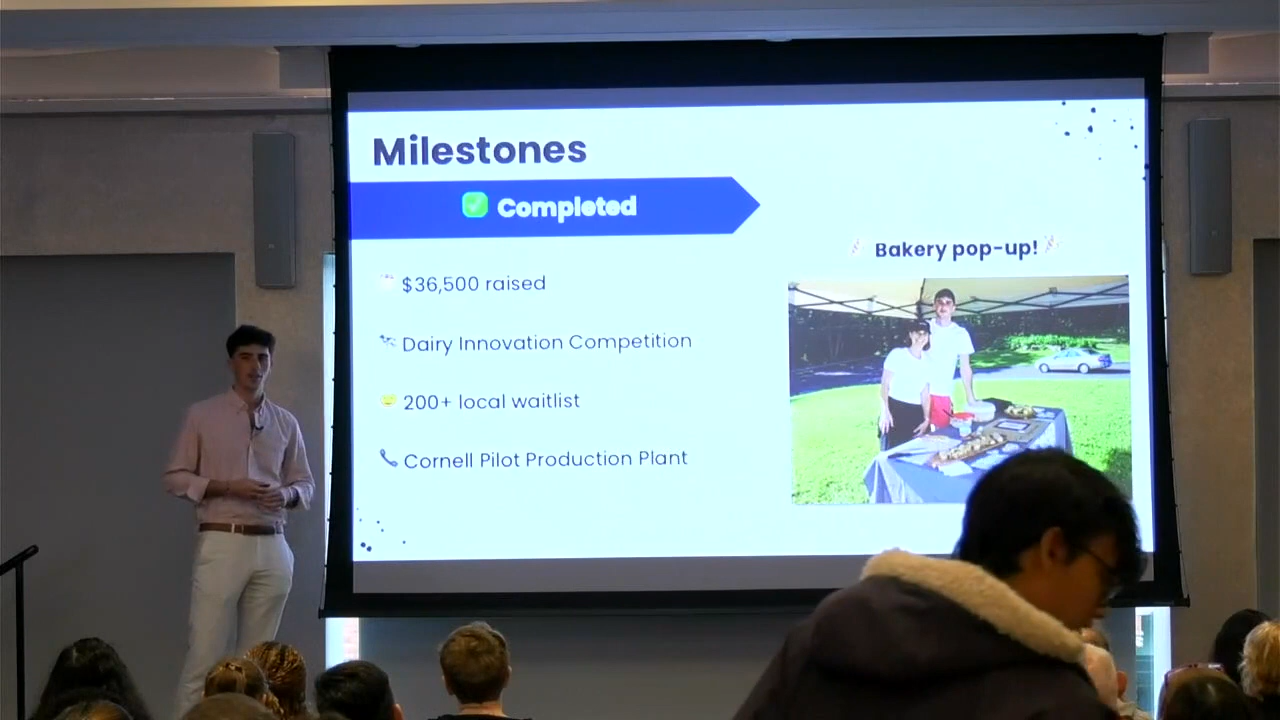 Milestones
✅ Completed
$36,500 raised
Dairy Innovation Competition
200+ local waitlist
Cornell Pilot Production Plant
Bakery pop-up!